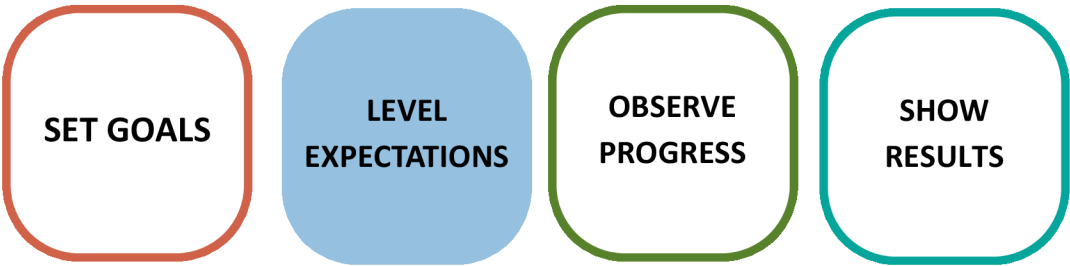 SET GOALS
LEVEL
EXPECTATIONS
OBSERVE
PROGRESS
SHOW
RESULTS